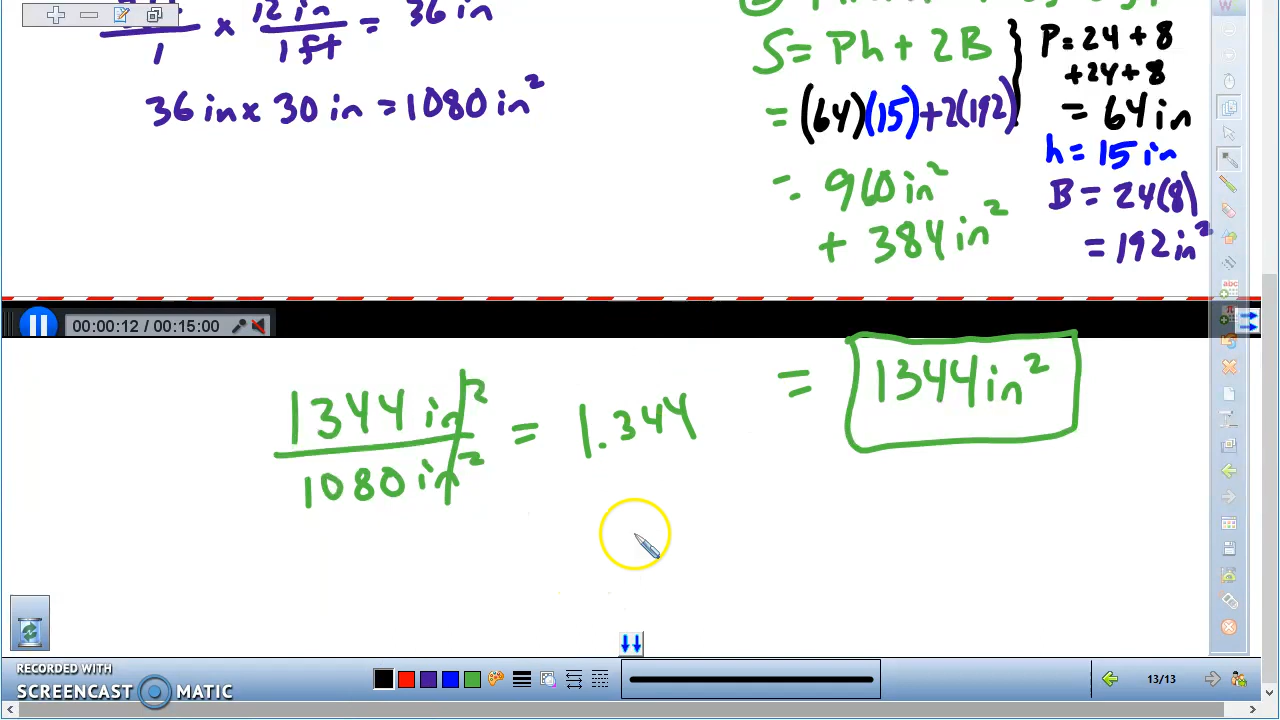 12 in
1 × 1 ft = 36 in
36 in x 30 in = 1080 in²
S = Ph + 2B
= (64)(15) + 2(192)
= 960 in²
+ 384 in²
P = 24 + 8
+ 24 + 8
= 64 in
h = 15 in
B = 24(8)
= 192 in²
00:00:12 / 00:15:00
= 1344 in²
1344 in²
1080 in² = 1.344
abc
RECORDED WITH
SCREENCAST MATIC
13/13